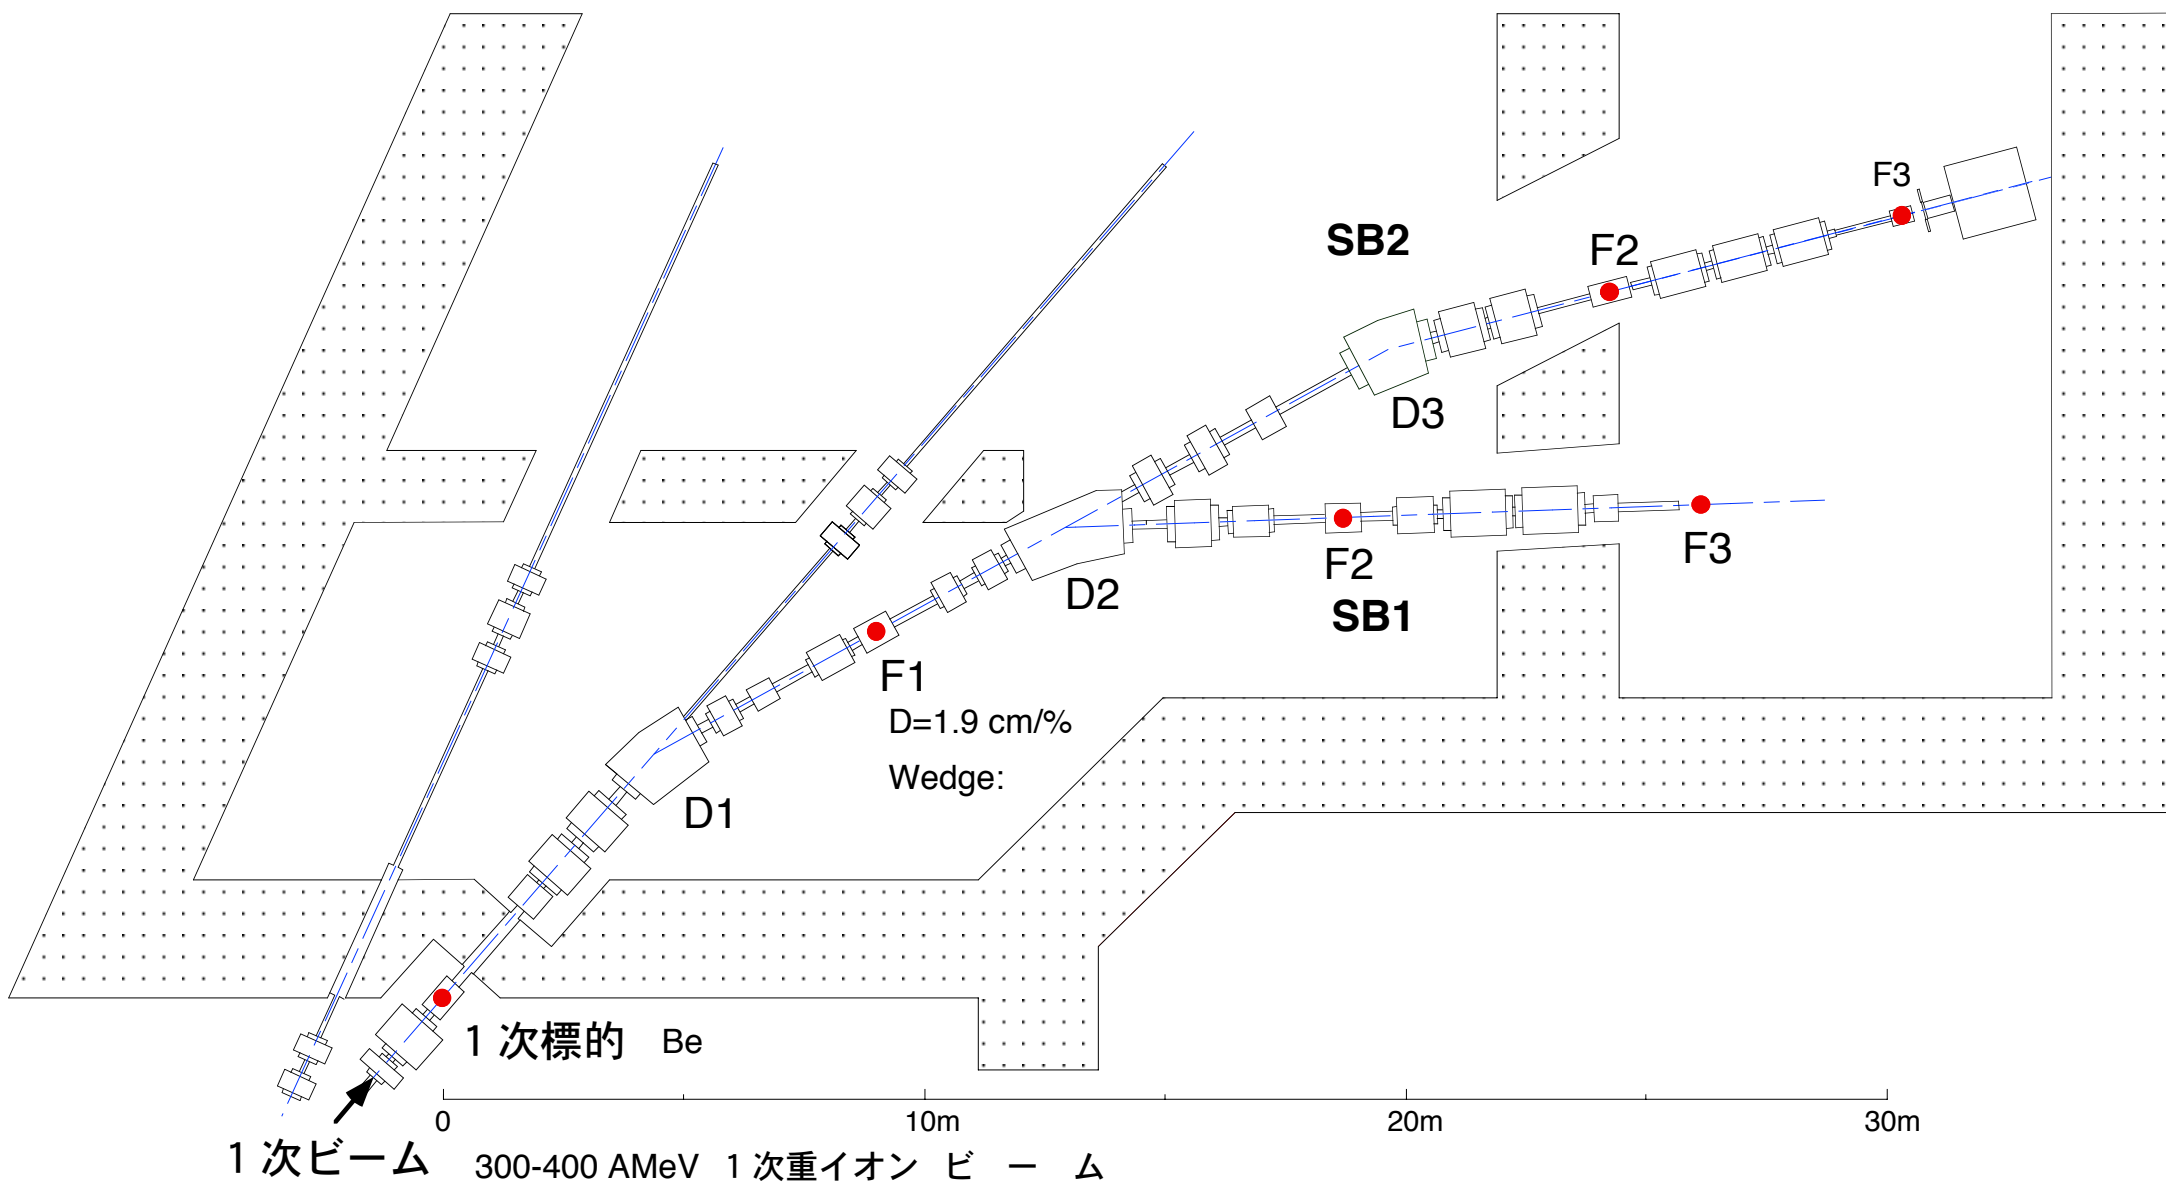 F3
SB2
F2
D3
F2
SB1
F3
D2
F1
D=1.9 cm/%
Wedge:
D1
1次標的 Be
0 10m 20m 30m
1次ビーム
300-400 AMeV 1次重イオン ビ ー ム